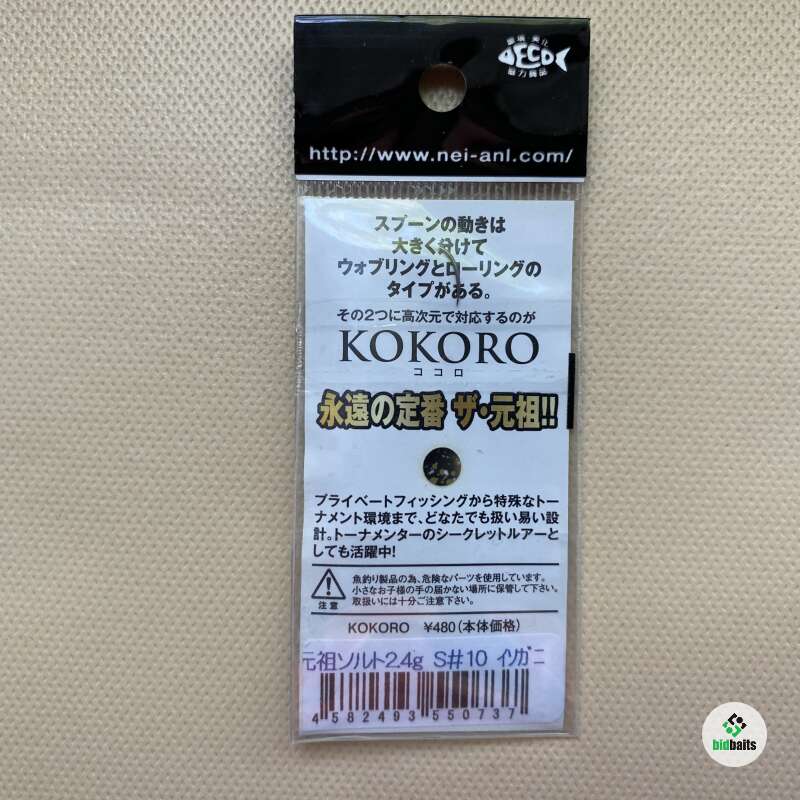 環境・美化
ECO
協力商品
http://www.nei-anl.com/
スプーンの動きは
大きく分けて
ウォブリングとローリングの
タイプがある。
その2つに高次元で対応するのが
KOKORO
ココロ
永遠の定番 ザ・元祖!!
プライベートフィッシングから特殊なトー
ナメント環境まで、どなたでも扱い易い設
計。トーナメンターのシークレットルアーと
しても活躍中!
魚釣り製品の為、危険なパーツを使用しています。
小さなお子様の手の届かない場所に保管して下さい。
取扱いには十分ご注意下さい。
注意
KOKORO ¥480(本体価格)
元祖ソルト2.4g S#10 イソガニ
4582493550737
bidbaits